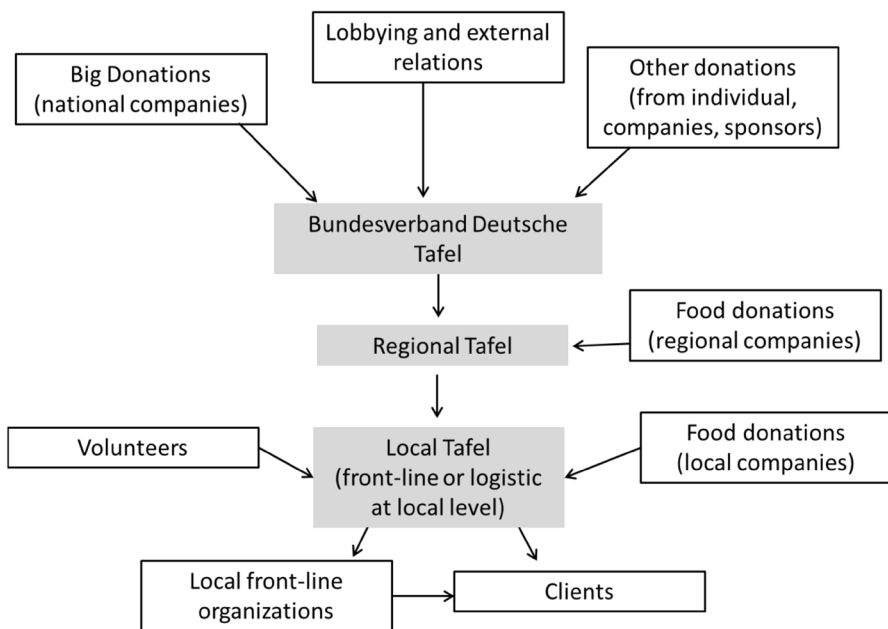 Lobbying and external
relations
Big Donations
(national companies)
Other donations
(from individual,
companies, sponsors)
Bundesverband Deutsche
Tafel
Food donations
(regional companies)
Regional Tafel
Volunteers
Local Tafel
(front-line or logistic
at local level)
Food donations
(local companies)
Local front-line
organizations
Clients